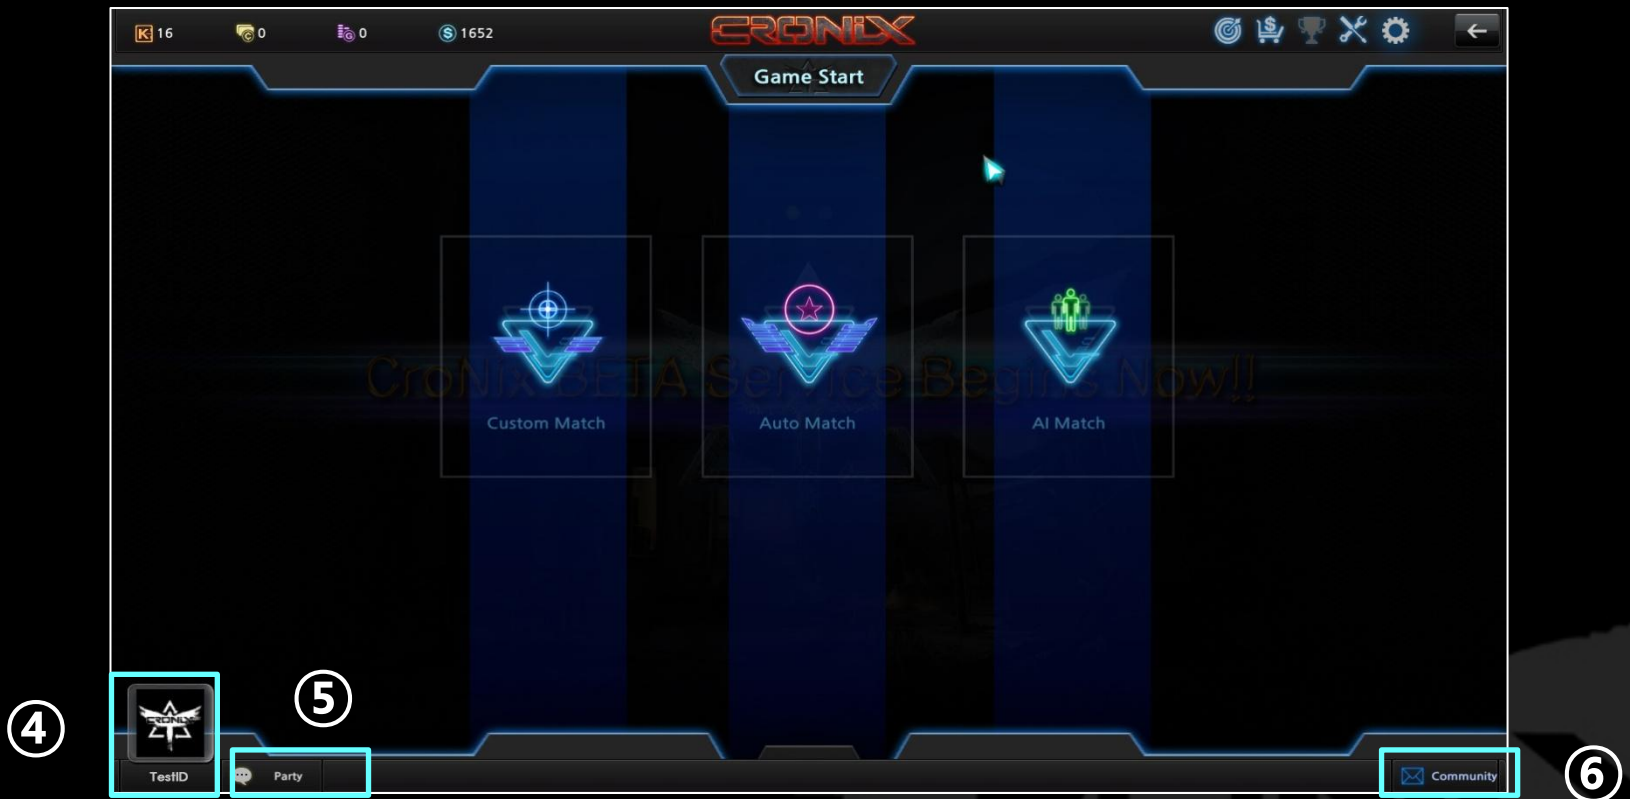 K 16
C 0
G 0
S 1652
CRONIX
Game Start
CroNix BETA Service Begins Now!!
Custom Match
Auto Match
AI Match
④
⑤
⑥
CRONIX
TestID
Party
Community